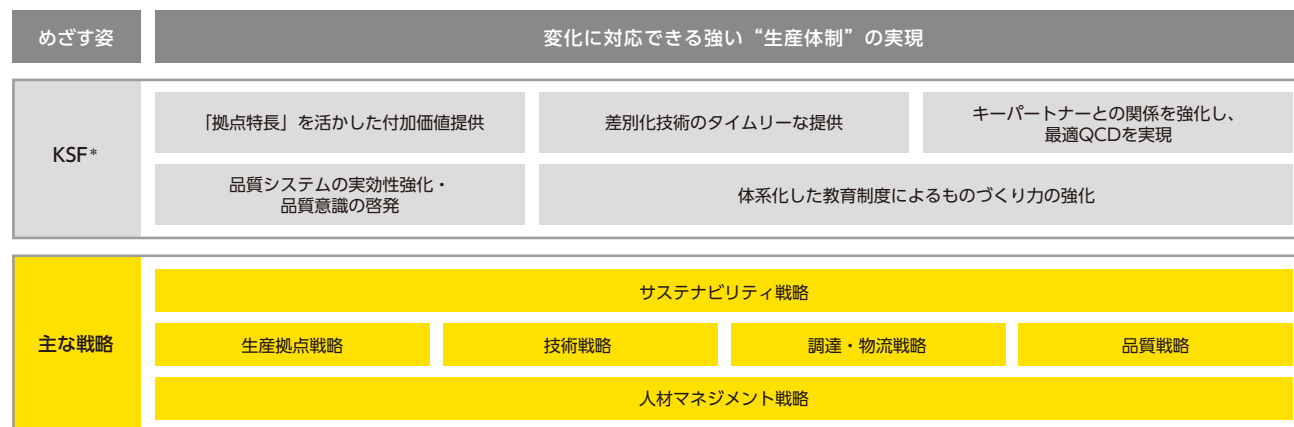 めざす姿
変化に対応できる強い“生産体制”の実現
KSF*
「拠点特長」を活かした付加価値提供
差別化技術のタイムリーな提供
キーパートナーとの関係を強化し、
最適QCDを実現
品質システムの実効性強化・
品質意識の啓発
体系化した教育制度によるものづくり力の強化
主な戦略
サステナビリティ戦略
生産拠点戦略
技術戦略
調達・物流戦略
品質戦略
人材マネジメント戦略